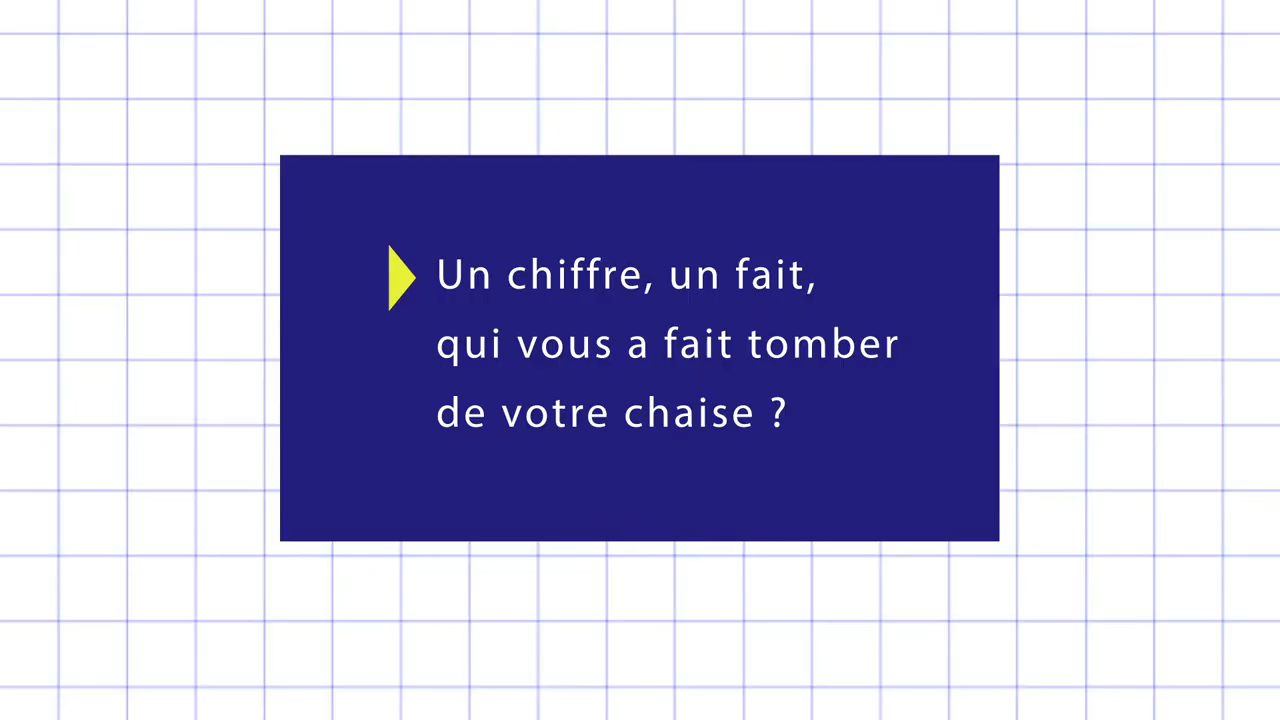 Un chiffre, un fait,
qui vous a fait tomber
de votre chaise ?